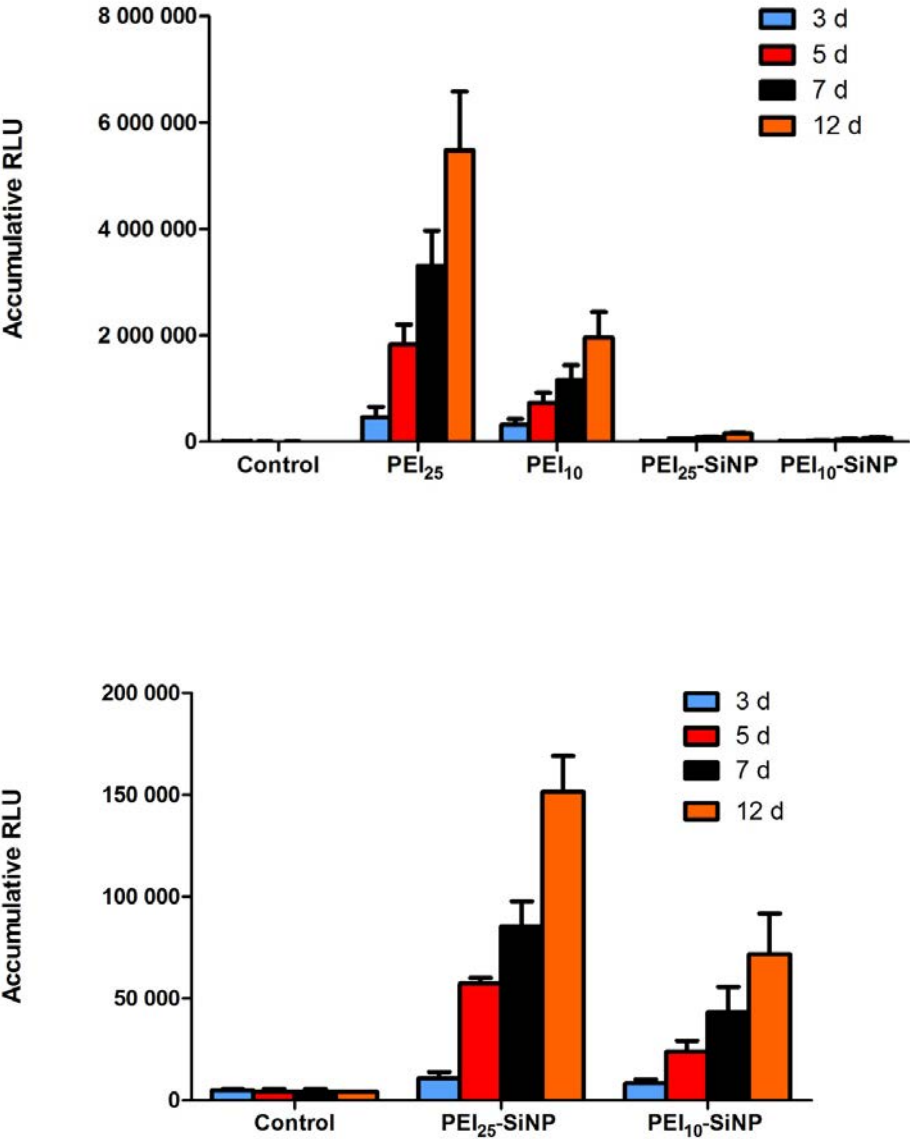 8 000 000
6 000 000
4 000 000
2 000 000
0
Accumulative RLU
3 d
5 d
7 d
12 d
Control PEI25 PEI10 PEI25-SiNP PEI10-SiNP
200 000
150 000
100 000
50 000
0
Accumulative RLU
3 d
5 d
7 d
12 d
Control PEI25-SiNP PEI10-SiNP